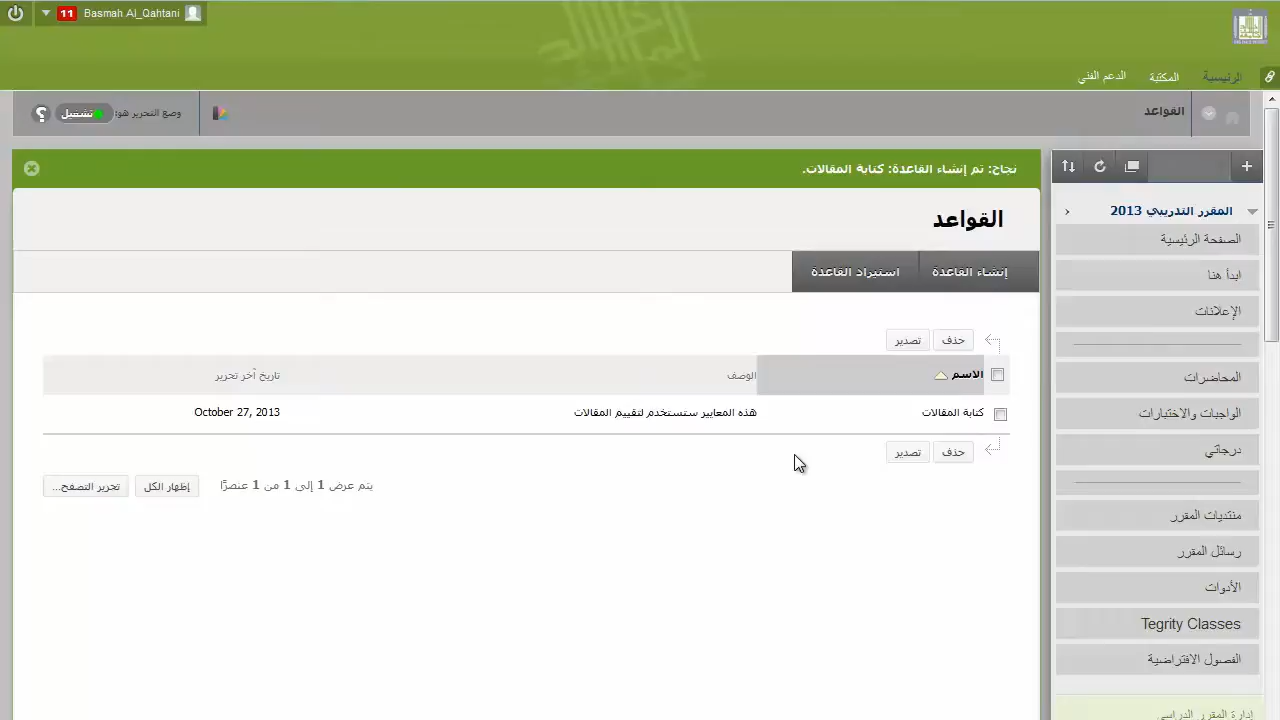 11 Basmah Al_Qahtani
الرئيسية
المكتبة
الدعم الفني
القواعد
وضع التحرير هو: تشغيل
نجاح: تم إنشاء القاعدة: كتابة المقالات.
القواعد
إنشاء القاعدة
استيراد القاعدة
حذف
تصدير
الاسم
الوصف
تاريخ آخر تحرير
كتابة المقالات
هذه المعايير ستستخدم لتقييم المقالات
October 27, 2013
حذف
تصدير
يتم عرض 1 إلى 1 من 1 عنصرًا
إظهار الكل
تحرير التصفح...
المقرر التدريبي 2013
الصفحة الرئيسية
ابدأ هنا
الإعلانات
المحاضرات
الواجبات والاختبارات
درجاتي
منتديات المقرر
رسائل المقرر
الأدوات
Tegrity Classes
الفصول الافتراضية
إدارة المقرر الدراسي